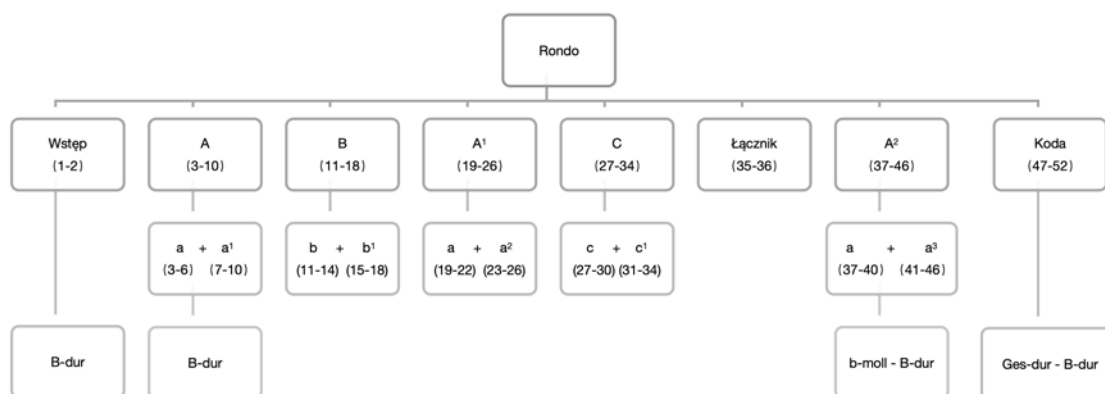 Rondo
Wstęp
(1-2)
A
(3-10)
B
(11-18)
A¹
(19-26)
C
(27-34)
Łącznik
(35-36)
A²
(37-46)
Koda
(47-52)
a + a¹
(3-6) (7-10)
b + b¹
(11-14) (15-18)
a + a²
(19-22) (23-26)
c + c¹
(27-30) (31-34)
a + a³
(37-40) (41-46)
B-dur
B-dur
b-moll - B-dur
Ges-dur - B-dur